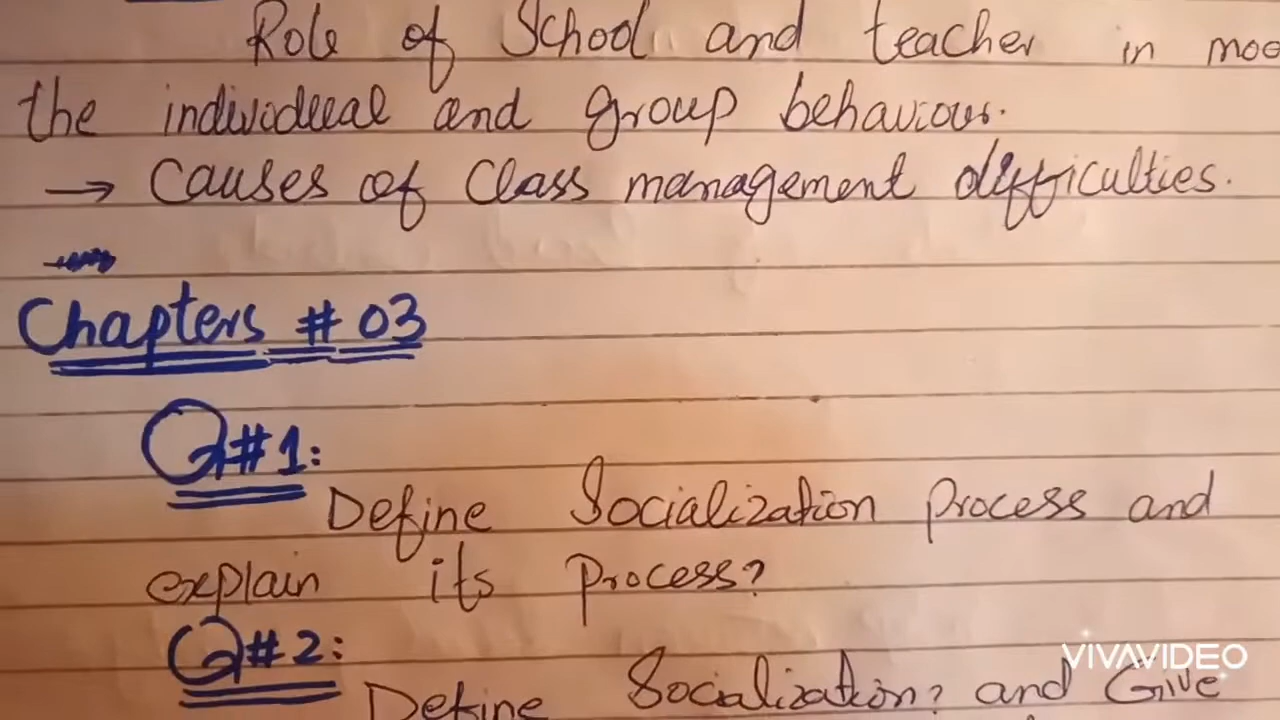 Role of School and teacher in
the individual and group behaviour.
→ Causes of Class management difficulties.
Chapters # 03
Q#1:
Define Socialization process and
explain its Process?
Q#2:
Define Socialization? and Give
VIVAVIDEO